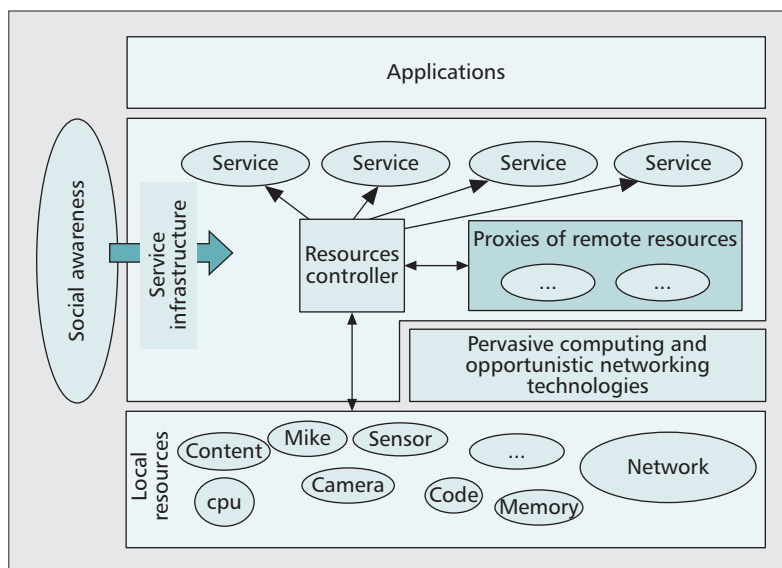 Applications
Service
Service
Service
Service
Social awareness
Service
infrastructure
Resources
controller
Proxies of remote resources
...
...
Pervasive computing and
opportunistic networking
technologies
Local
resources
Content
Mike
Sensor
...
Network
cpu
Camera
Code
Memory